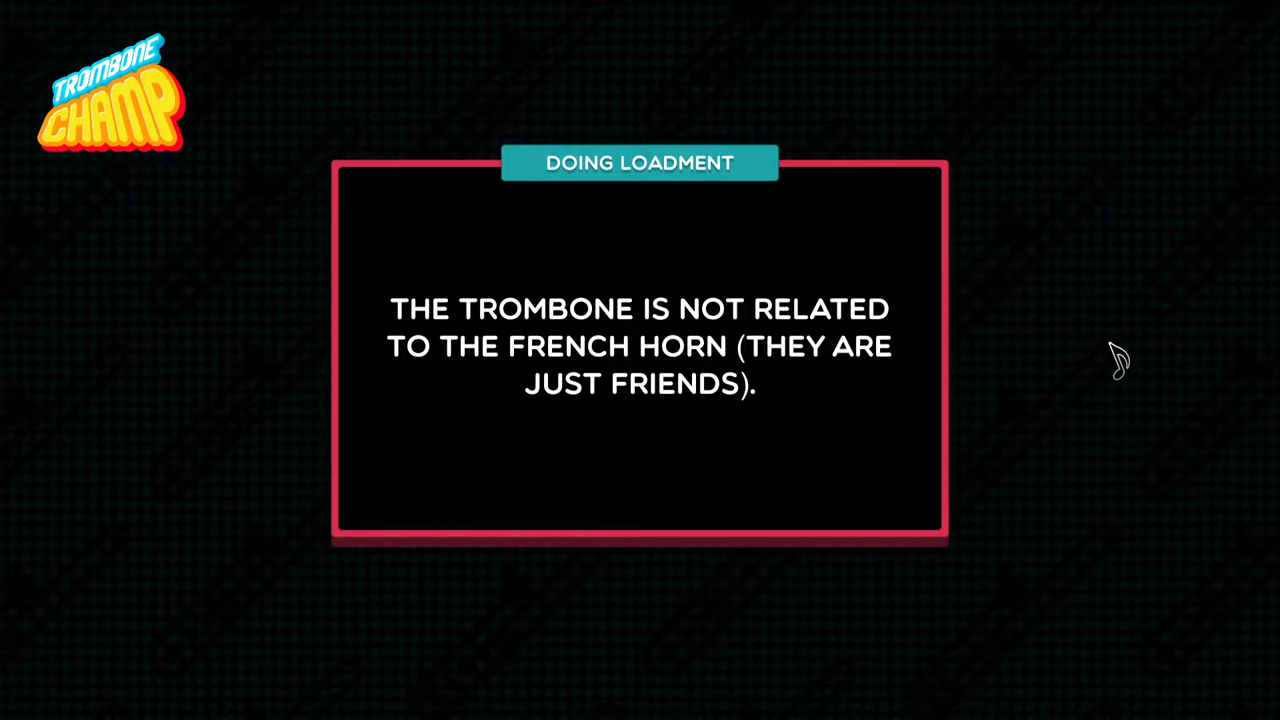 TROMBONE
CHAMP
DOING LOADMENT
THE TROMBONE IS NOT RELATED
TO THE FRENCH HORN (THEY ARE
JUST FRIENDS).